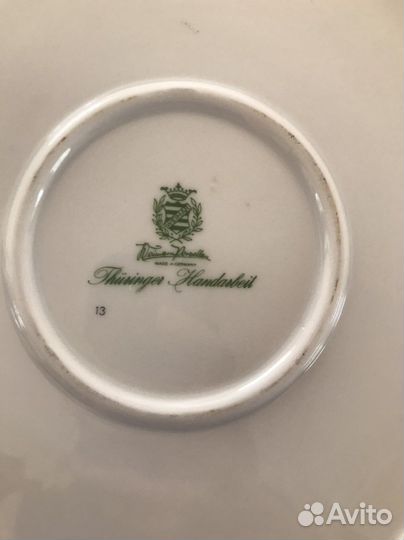 MADE IN GERMANY
Thüringer Handarbeit
13
Avito